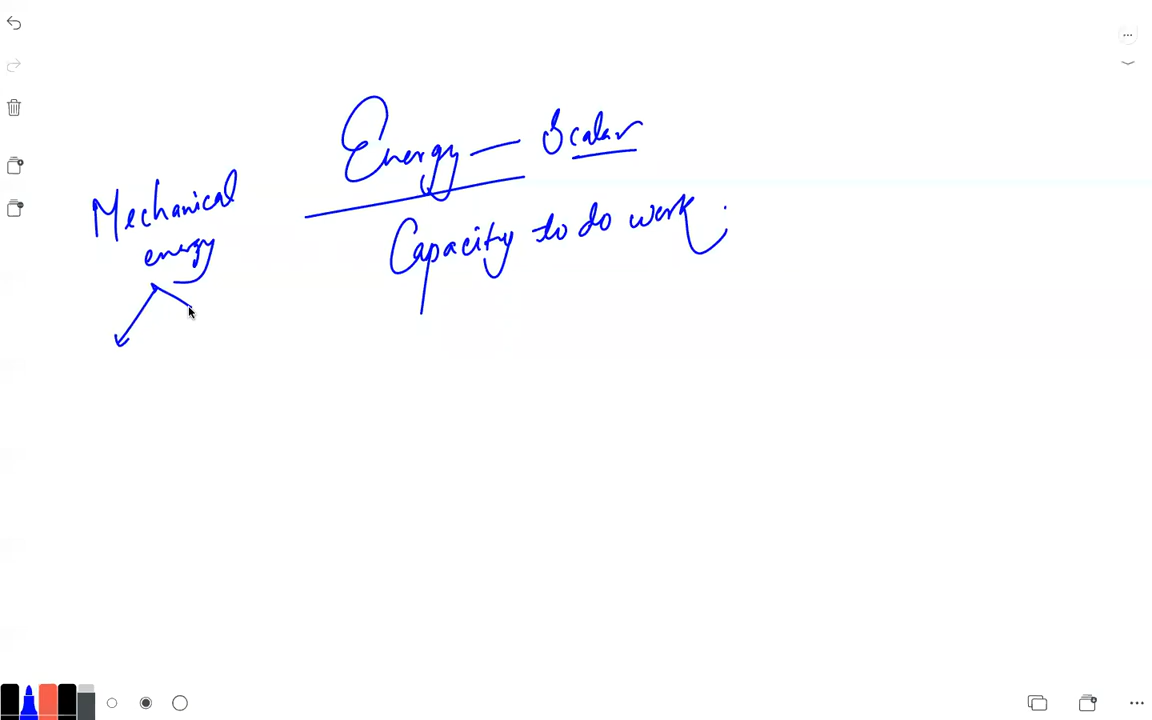 Energy — Scalar
Capacity to do work
Mechanical
energy